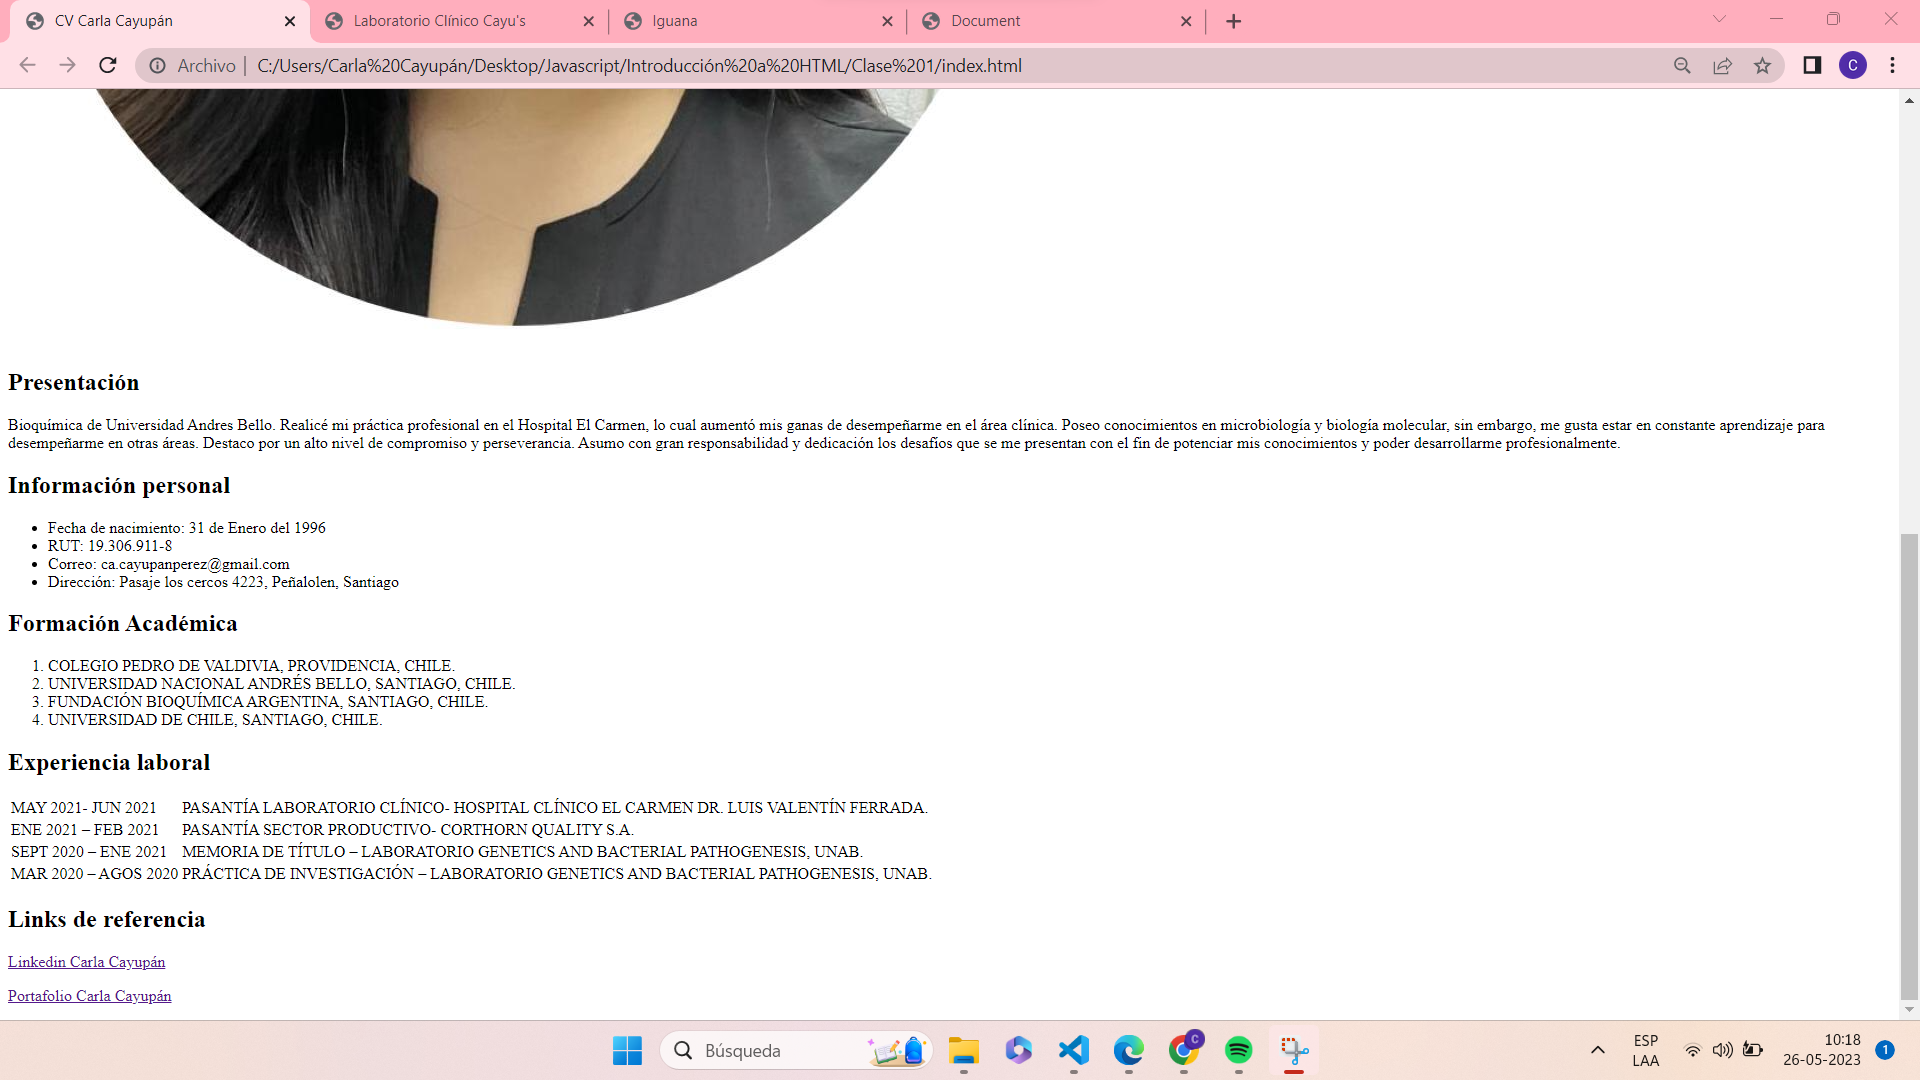 CV Carla Cayupán
Laboratorio Clínico Cayu's
Iguana
Document
Archivo
C:/Users/Carla%20Cayupán/Desktop/Javascript/Introducción%20a%20HTML/Clase%201/index.html
C
Presentación
Bioquímica de Universidad Andres Bello. Realicé mi práctica profesional en el Hospital El Carmen, lo cual aumentó mis ganas de desempeñarme en el área clínica. Poseo conocimientos en microbiología y biología molecular, sin embargo, me gusta estar en constante aprendizaje para
desempeñarme en otras áreas. Destaco por un alto nivel de compromiso y perseverancia. Asumo con gran responsabilidad y dedicación los desafíos que se me presentan con el fín de potenciar mis conocimientos y poder desarrollarme profesionalmente.
Información personal
• Fecha de nacimiento: 31 de Enero del 1996
• RUT: 19.306.911-8
• Correo: ca.cayupanperez@gmail.com
• Dirección: Pasaje los cercos 4223, Peñalolen, Santiago
Formación Académica
1. COLEGIO PEDRO DE VALDIVIA, PROVIDENCIA, CHILE.
2. UNIVERSIDAD NACIONAL ANDRÉS BELLO, SANTIAGO, CHILE.
3. FUNDACIÓN BIOQUÍMICA ARGENTINA, SANTIAGO, CHILE.
4. UNIVERSIDAD DE CHILE, SANTIAGO, CHILE.
Experiencia laboral
MAY 2021- JUN 2021 PASANTÍA LABORATORIO CLÍNICO- HOSPITAL CLÍNICO EL CARMEN DR. LUIS VALENTÍN FERRADA.
ENE 2021 – FEB 2021 PASANTÍA SECTOR PRODUCTIVO- CORTHORN QUALITY S.A.
SEPT 2020 – ENE 2021 MEMORIA DE TÍTULO – LABORATORIO GENETICS AND BACTERIAL PATHOGENESIS, UNAB.
MAR 2020 – AGOS 2020 PRÁCTICA DE INVESTIGACIÓN – LABORATORIO GENETICS AND BACTERIAL PATHOGENESIS, UNAB.
Links de referencia
Linkedin Carla Cayupán
Portafolio Carla Cayupán
Búsqueda
C
ESP
LAA
10:18
26-05-2023
1